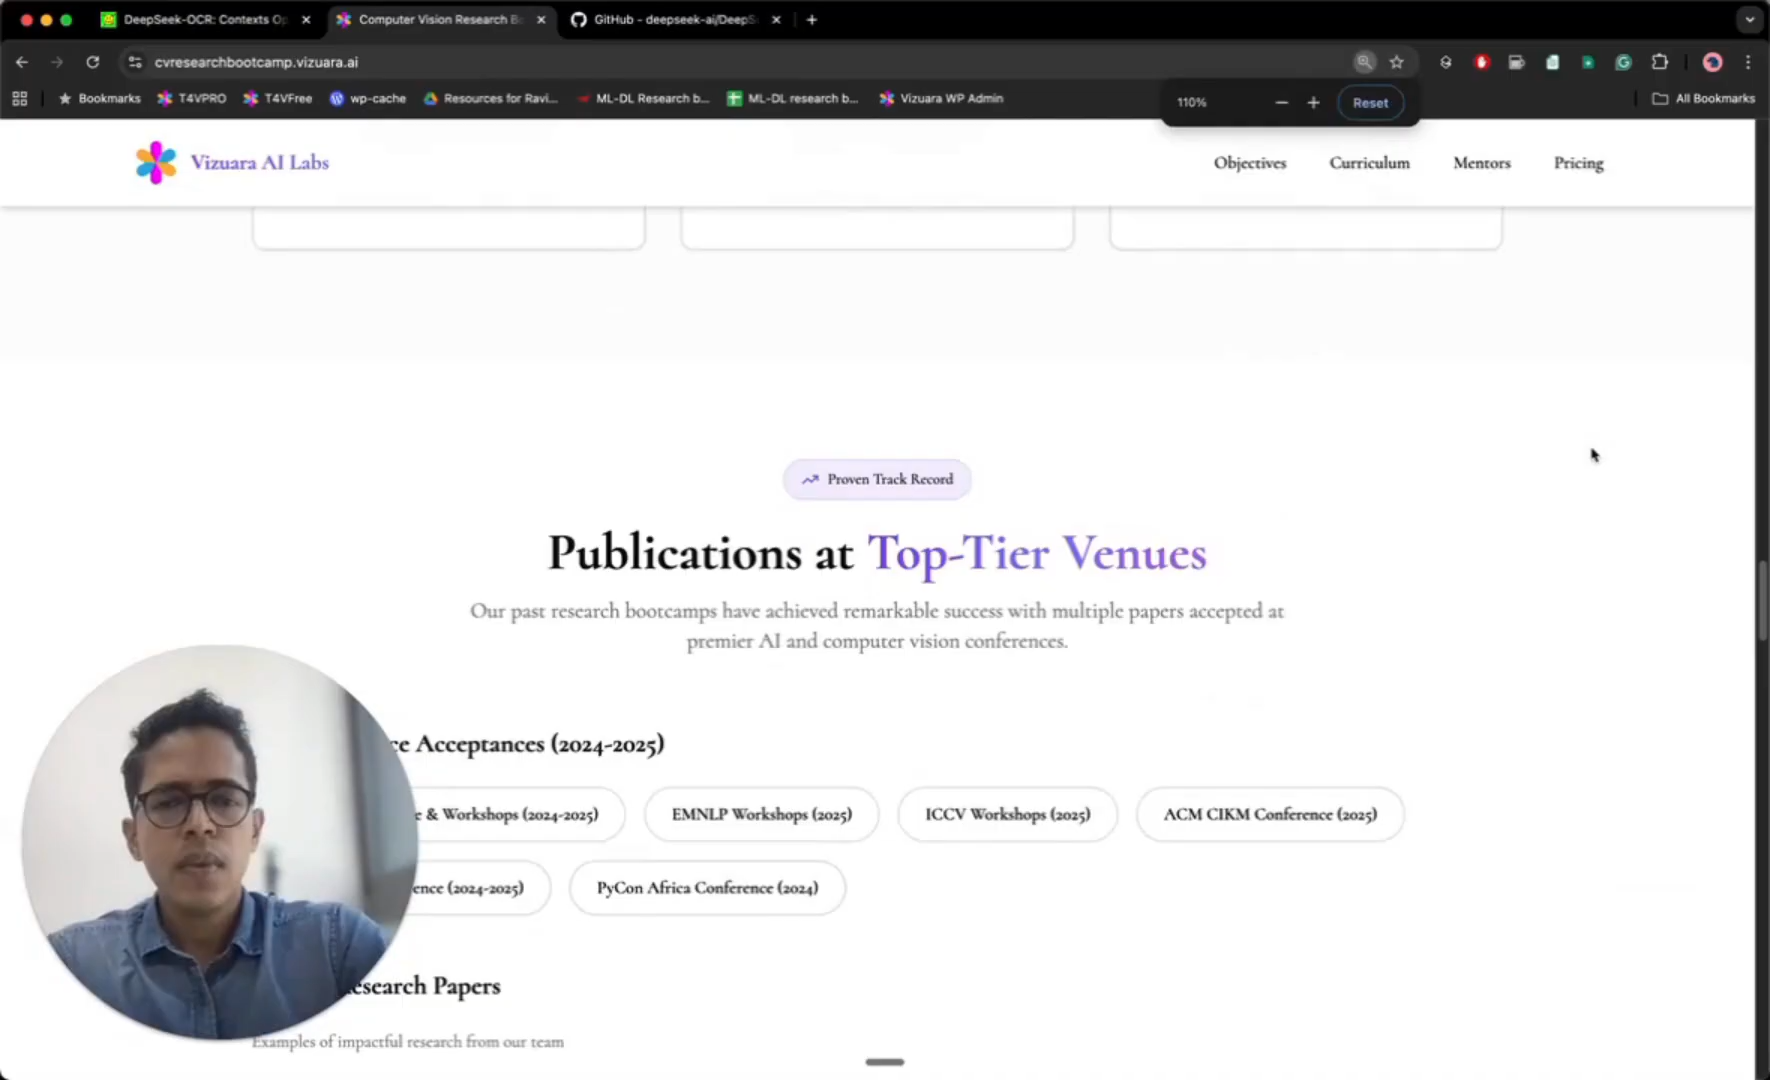 DeepSeek-OCR: Contexts Op
Computer Vision Research Bo
GitHub - deepseek-ai/DeepSe
cvresearchbootcamp.vizuara.ai
Bookmarks
T4VPRO
T4VFree
wp-cache
Resources for Ravi...
ML-DL Research b...
ML-DL research b...
Vizuara WP Admin
110%
Reset
All Bookmarks
Vizuara AI Labs
Objectives
Curriculum
Mentors
Pricing
Proven Track Record
Publications at Top-Tier Venues
Our past research bootcamps have achieved remarkable success with multiple papers accepted at
premier AI and computer vision conferences.
ce Acceptances (2024-2025)
e & Workshops (2024-2025)
EMNLP Workshops (2025)
ICCV Workshops (2025)
ACM CIKM Conference (2025)
ence (2024-2025)
PyCon Africa Conference (2024)
esearch Papers
Examples of impactful research from our team